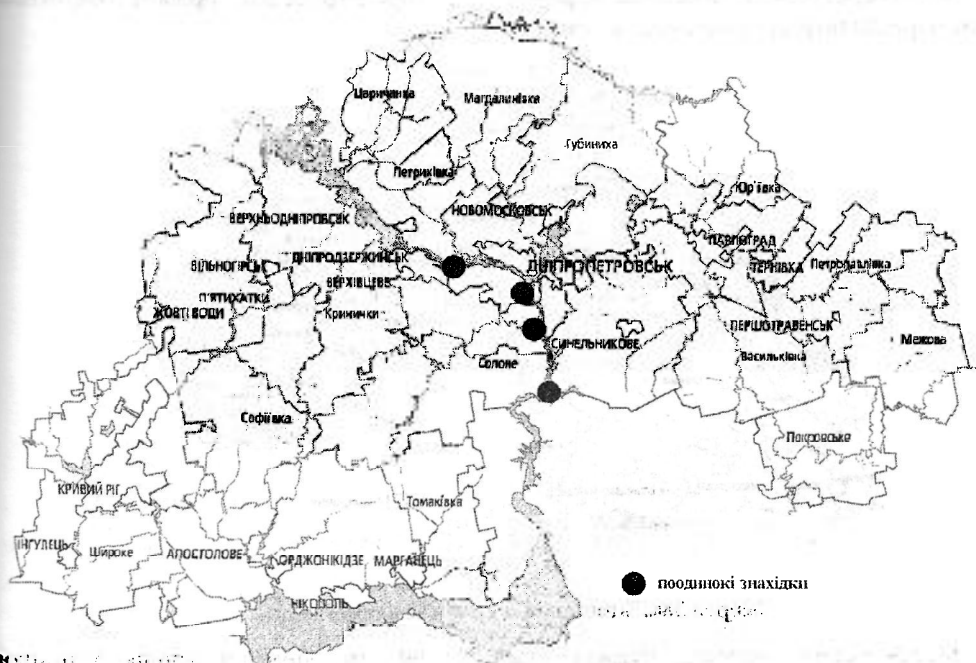 Царичанка
Магдалинівка
Губиниха
Петриківка
Юр'ївка
НОВОМОСКОВСЬК
ВЕРХНЬОДНІПРОВСЬК
ПАВЛОГРАД
ДНІПРОДЗЕРЖИНСЬК
ДНІПРОПЕТРОВСЬК
ТЕРНІВКА
Петропавлівка
ВІЛЬНОГІРСЬК
ВЕРХІВЦЕВЕ
П'ЯТИХАТКИ
ЖОВТІ ВОДИ
Кринички
ПЕРШОТРАВЕНСЬК
СИНЕЛЬНИКОВЕ
Межова
Васильківка
Солоне
Софіївка
Покровське
КРИВИЙ РІГ
Томаківка
ІНГУЛЕЦЬ
Широке
АПОСТОЛОВЕ
ОРДЖОНІКІДЗЕ
МАРГАНЕЦЬ
поодинокі знахідки
НІКОПОЛЬ